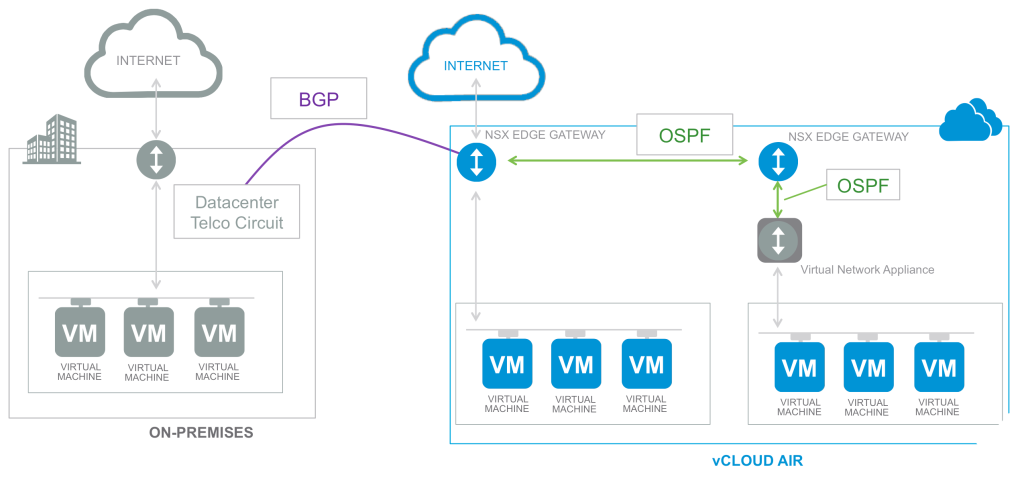 INTERNET
INTERNET
BGP
NSX EDGE GATEWAY
OSPF
NSX EDGE GATEWAY
OSPF
Datacenter
Telco Circuit
Virtual Network Appliance
VM
VM
VM
VIRTUAL
MACHINE
VIRTUAL
MACHINE
VIRTUAL
MACHINE
ON-PREMISES
VM
VM
VM
VIRTUAL
MACHINE
VIRTUAL
MACHINE
VIRTUAL
MACHINE
VM
VM
VM
VIRTUAL
MACHINE
VIRTUAL
MACHINE
VIRTUAL
MACHINE
vCLOUD AIR